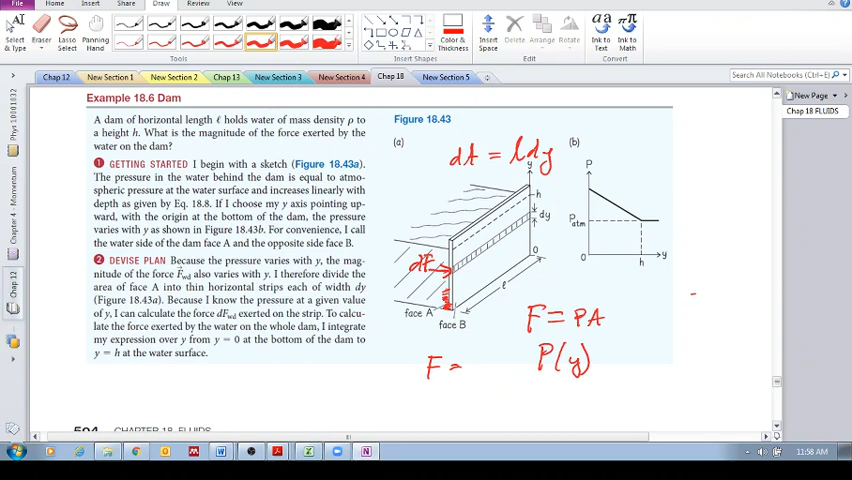 File
Home
Insert
Share
Draw
History
Review
View
Select & Type
Eraser
Lasso Select
Panning Hand
Tools
Insert Shapes
Color & Thickness
Insert Space
Delete
Arrange
Rotate
Edit
Ink to Text
Ink to Math
Convert
Chap 12
New Section 1
New Section 2
Chap 13
New Section 3
New Section 4
Chap 18
New Section 5
Search All Notebooks (Ctrl+E)
New Page
Chap 18 FLUIDS
Phys 10001032
Chapter 4 - Momentum
Chap 12
Example 18.6 Dam
A dam of horizontal length ℓ holds water of mass density ρ to
a height h. What is the magnitude of the force exerted by the
water on the dam?
❶ GETTING STARTED I begin with a sketch (Figure 18.43a).
The pressure in the water behind the dam is equal to atmo-
spheric pressure at the water surface and increases linearly with
depth as given by Eq. 18.8. If I choose my y axis pointing up-
ward, with the origin at the bottom of the dam, the pressure
varies with y as shown in Figure 18.43b. For convenience, I call
the water side of the dam face A and the opposite side face B.
❷ DEVISE PLAN Because the pressure varies with y, the mag-
nitude of the force F⃗wd also varies with y. I therefore divide the
area of face A into thin horizontal strips each of width dy
(Figure 18.43a). Because I know the pressure at a given value
of y, I can calculate the force dFwd exerted on the strip. To calcu-
late the force exerted by the water on the whole dam, I integrate
my expression over y from y = 0 at the bottom of the dam to
y = h at the water surface.
Figure 18.43
(a)
dA = ℓdy
y
h
dy
0
ℓ
dF
face A
face B
(b)
P
Patm
0
h
y
F = PA
F =
P(y)
504 CHAPTER 18 FLUIDS
11:58 AM